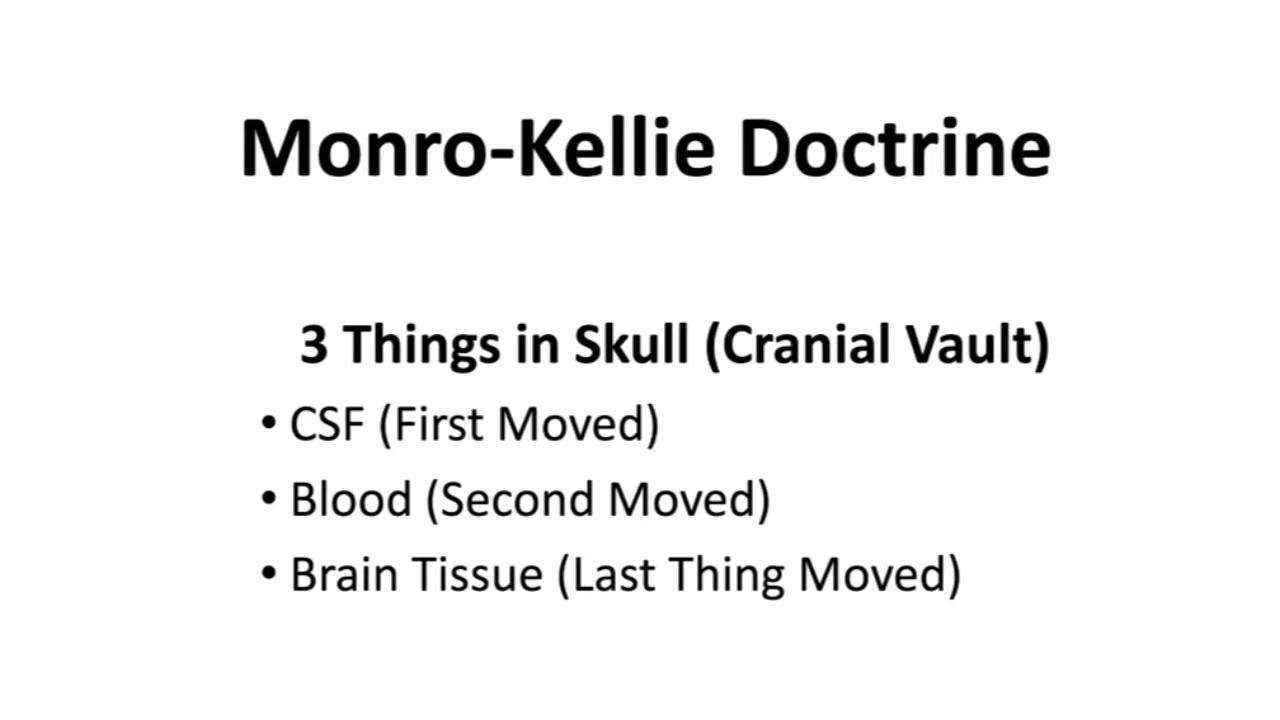 Monro-Kellie Doctrine
3 Things in Skull (Cranial Vault)
• CSF (First Moved)
• Blood (Second Moved)
• Brain Tissue (Last Thing Moved)